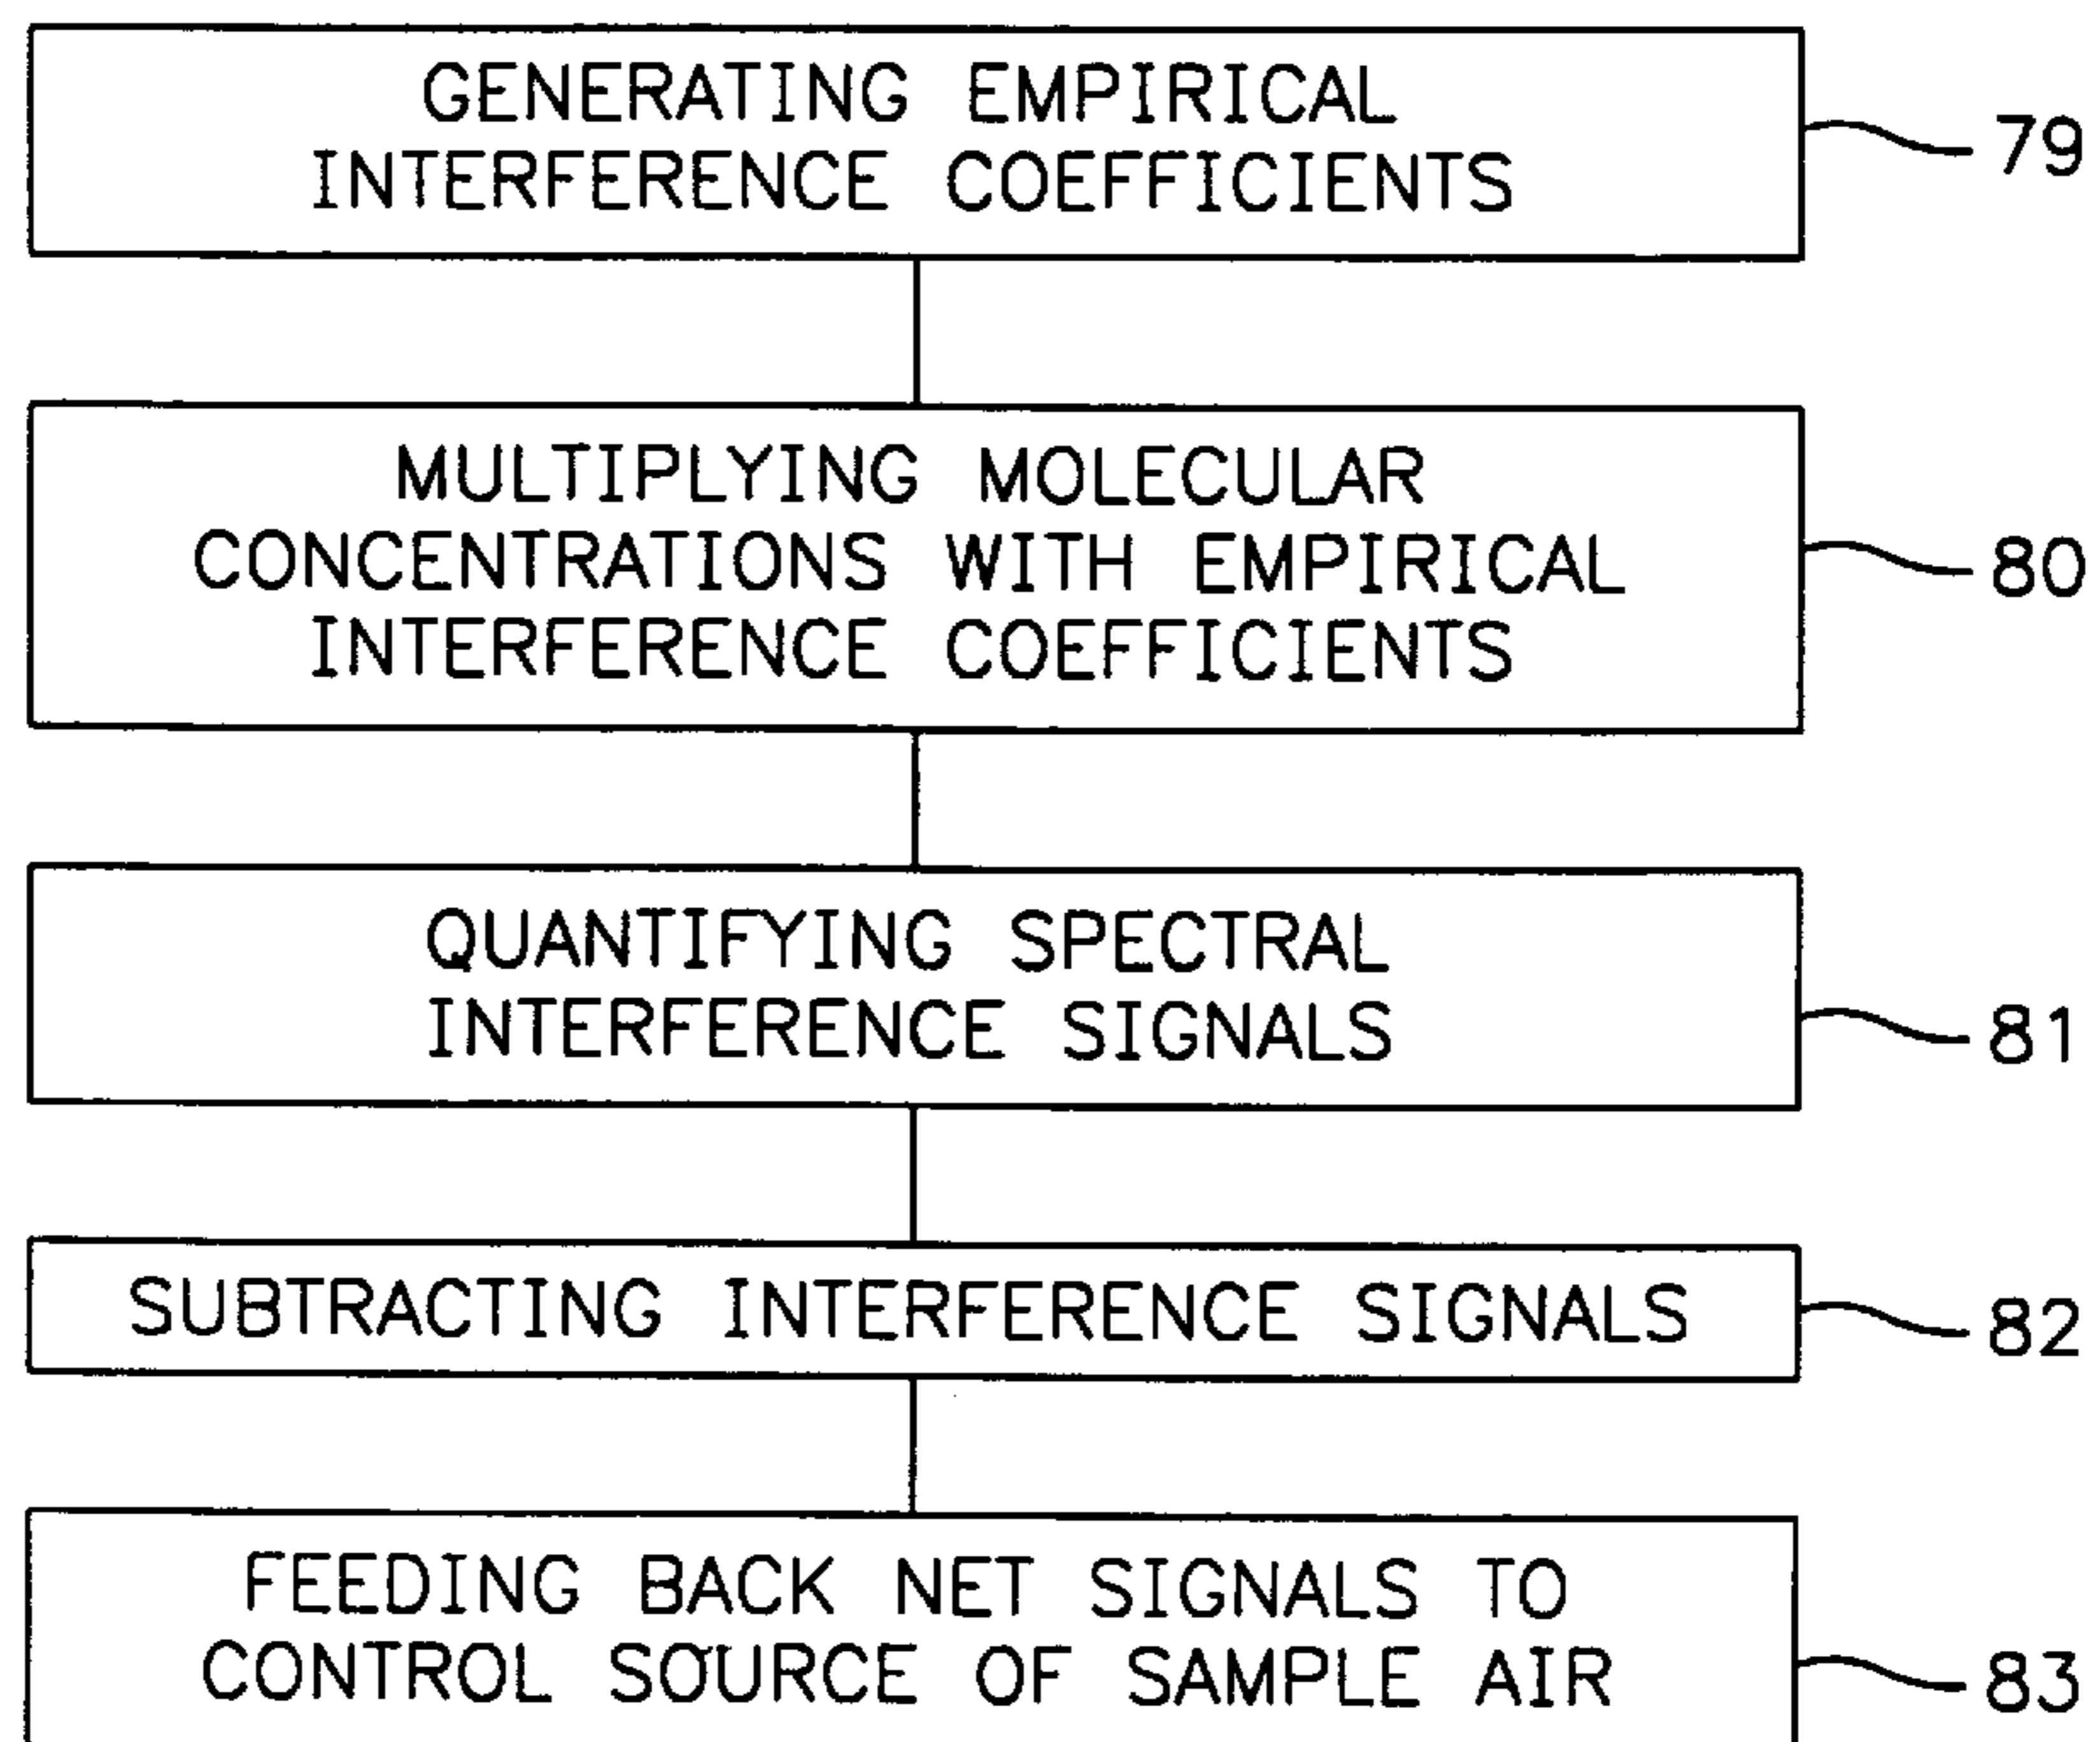 GENERATING EMPIRICAL
INTERFERENCE COEFFICIENTS
79
MULTIPLYING MOLECULAR
CONCENTRATIONS WITH EMPIRICAL
INTERFERENCE COEFFICIENTS
80
QUANTIFYING SPECTRAL
INTERFERENCE SIGNALS
81
SUBTRACTING INTERFERENCE SIGNALS
82
FEEDING BACK NET SIGNALS TO
CONTROL SOURCE OF SAMPLE AIR
83